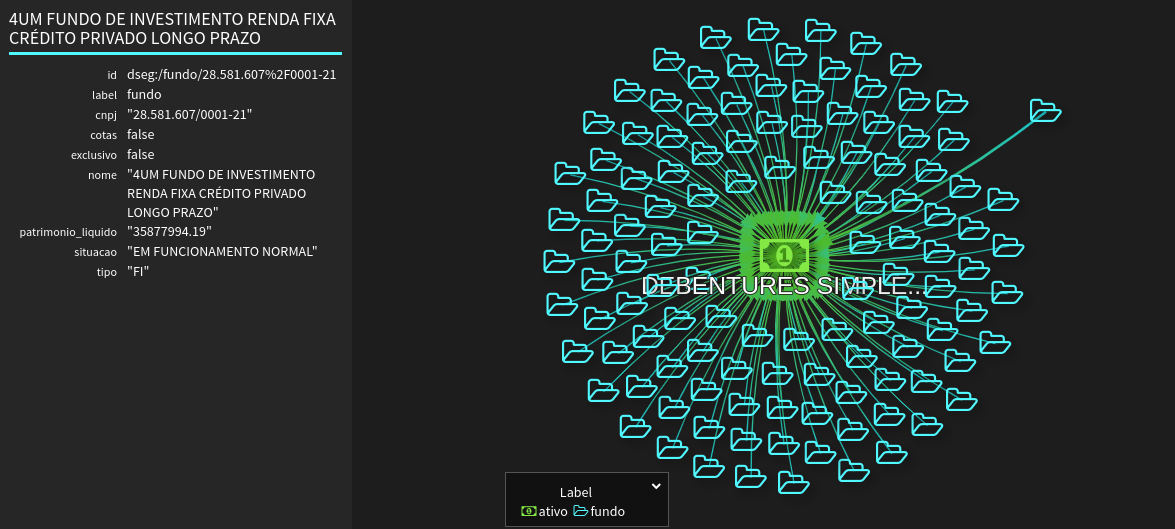 4UM FUNDO DE INVESTIMENTO RENDA FIXA
CRÉDITO PRIVADO LONGO PRAZO
id dseg:/fundo/28.581.607%2F0001-21
label fundo
cnpj "28.581.607/0001-21"
cotas false
exclusivo false
nome "4UM FUNDO DE INVESTIMENTO
RENDA FIXA CRÉDITO PRIVADO
LONGO PRAZO"
patrimonio_liquido "35877994.19"
situacao "EM FUNCIONAMENTO NORMAL"
tipo "FI"
1
DEBENTURES SIMPLE...
Label
ativo fundo